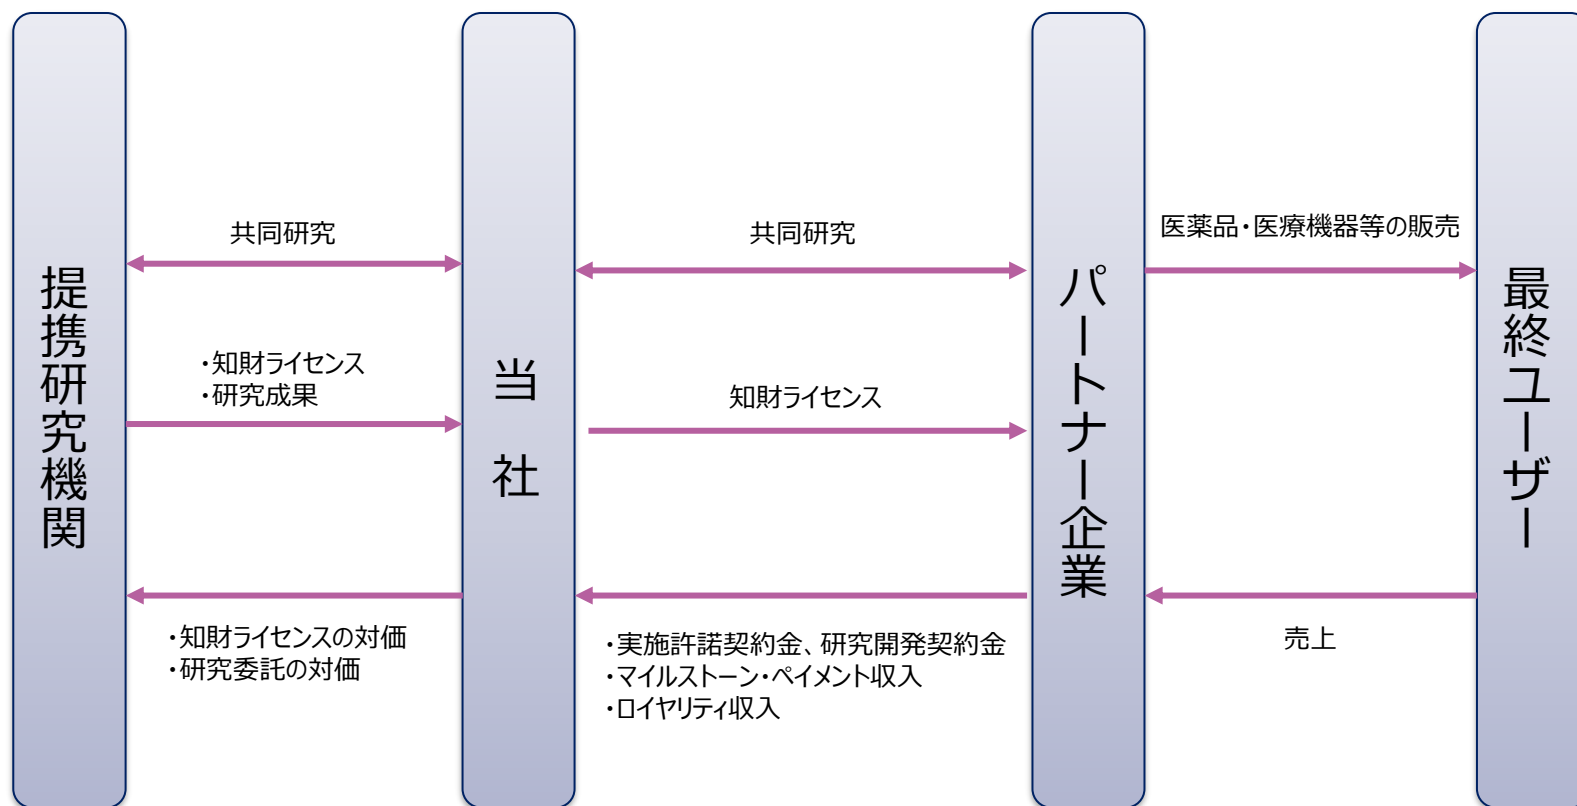 提携研究機関
共同研究
・知財ライセンス
・研究成果
・知財ライセンスの対価
・研究委託の対価
当 社
共同研究
知財ライセンス
・実施許諾契約金、研究開発契約金
・マイルストーン・ペイメント収入
・ロイヤリティ収入
パートナー企業
医薬品・医療機器等の販売
売上
最終ユーザー